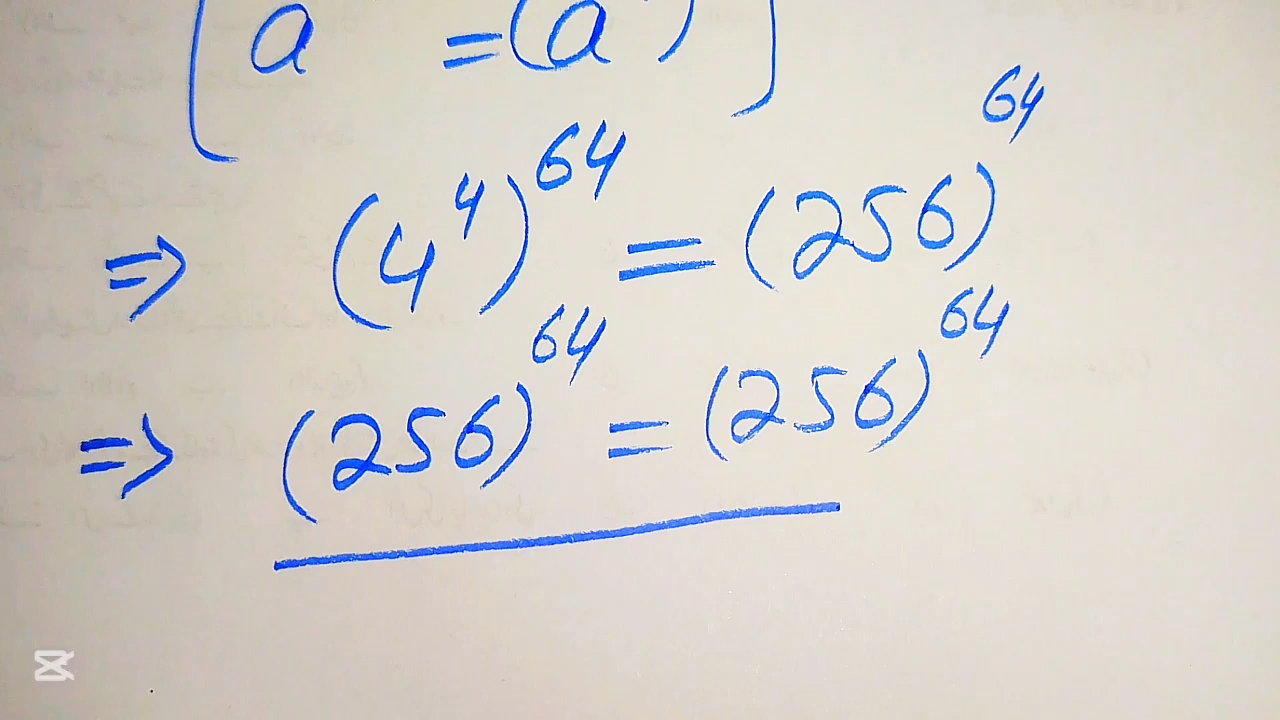 [a = (a)]
⇒ (4⁴)⁶⁴ = (256)⁶⁴
⇒ (256)⁶⁴ = (256)⁶⁴